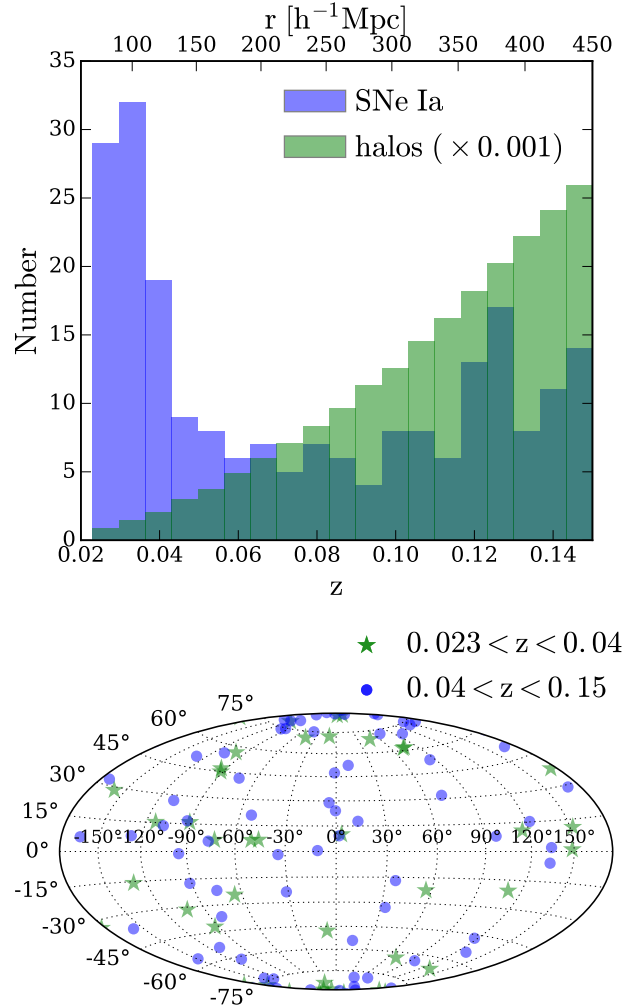 r [h⁻¹Mpc]
100 150 200 250 300 350 400 450
35
30
25
20
15
10
5
0
Number
SNe Ia
halos (×0.001)
0.02 0.04 0.06 0.08 0.10 0.12 0.14
z
0.023<z<0.04
0.04<z<0.15
75°
60°
45°
30°
15°
0°
-15°
-30°
-45°
-60°
-75°
-150° -120° -90° -60° -30° 0° 30° 60° 90° 120° 150°